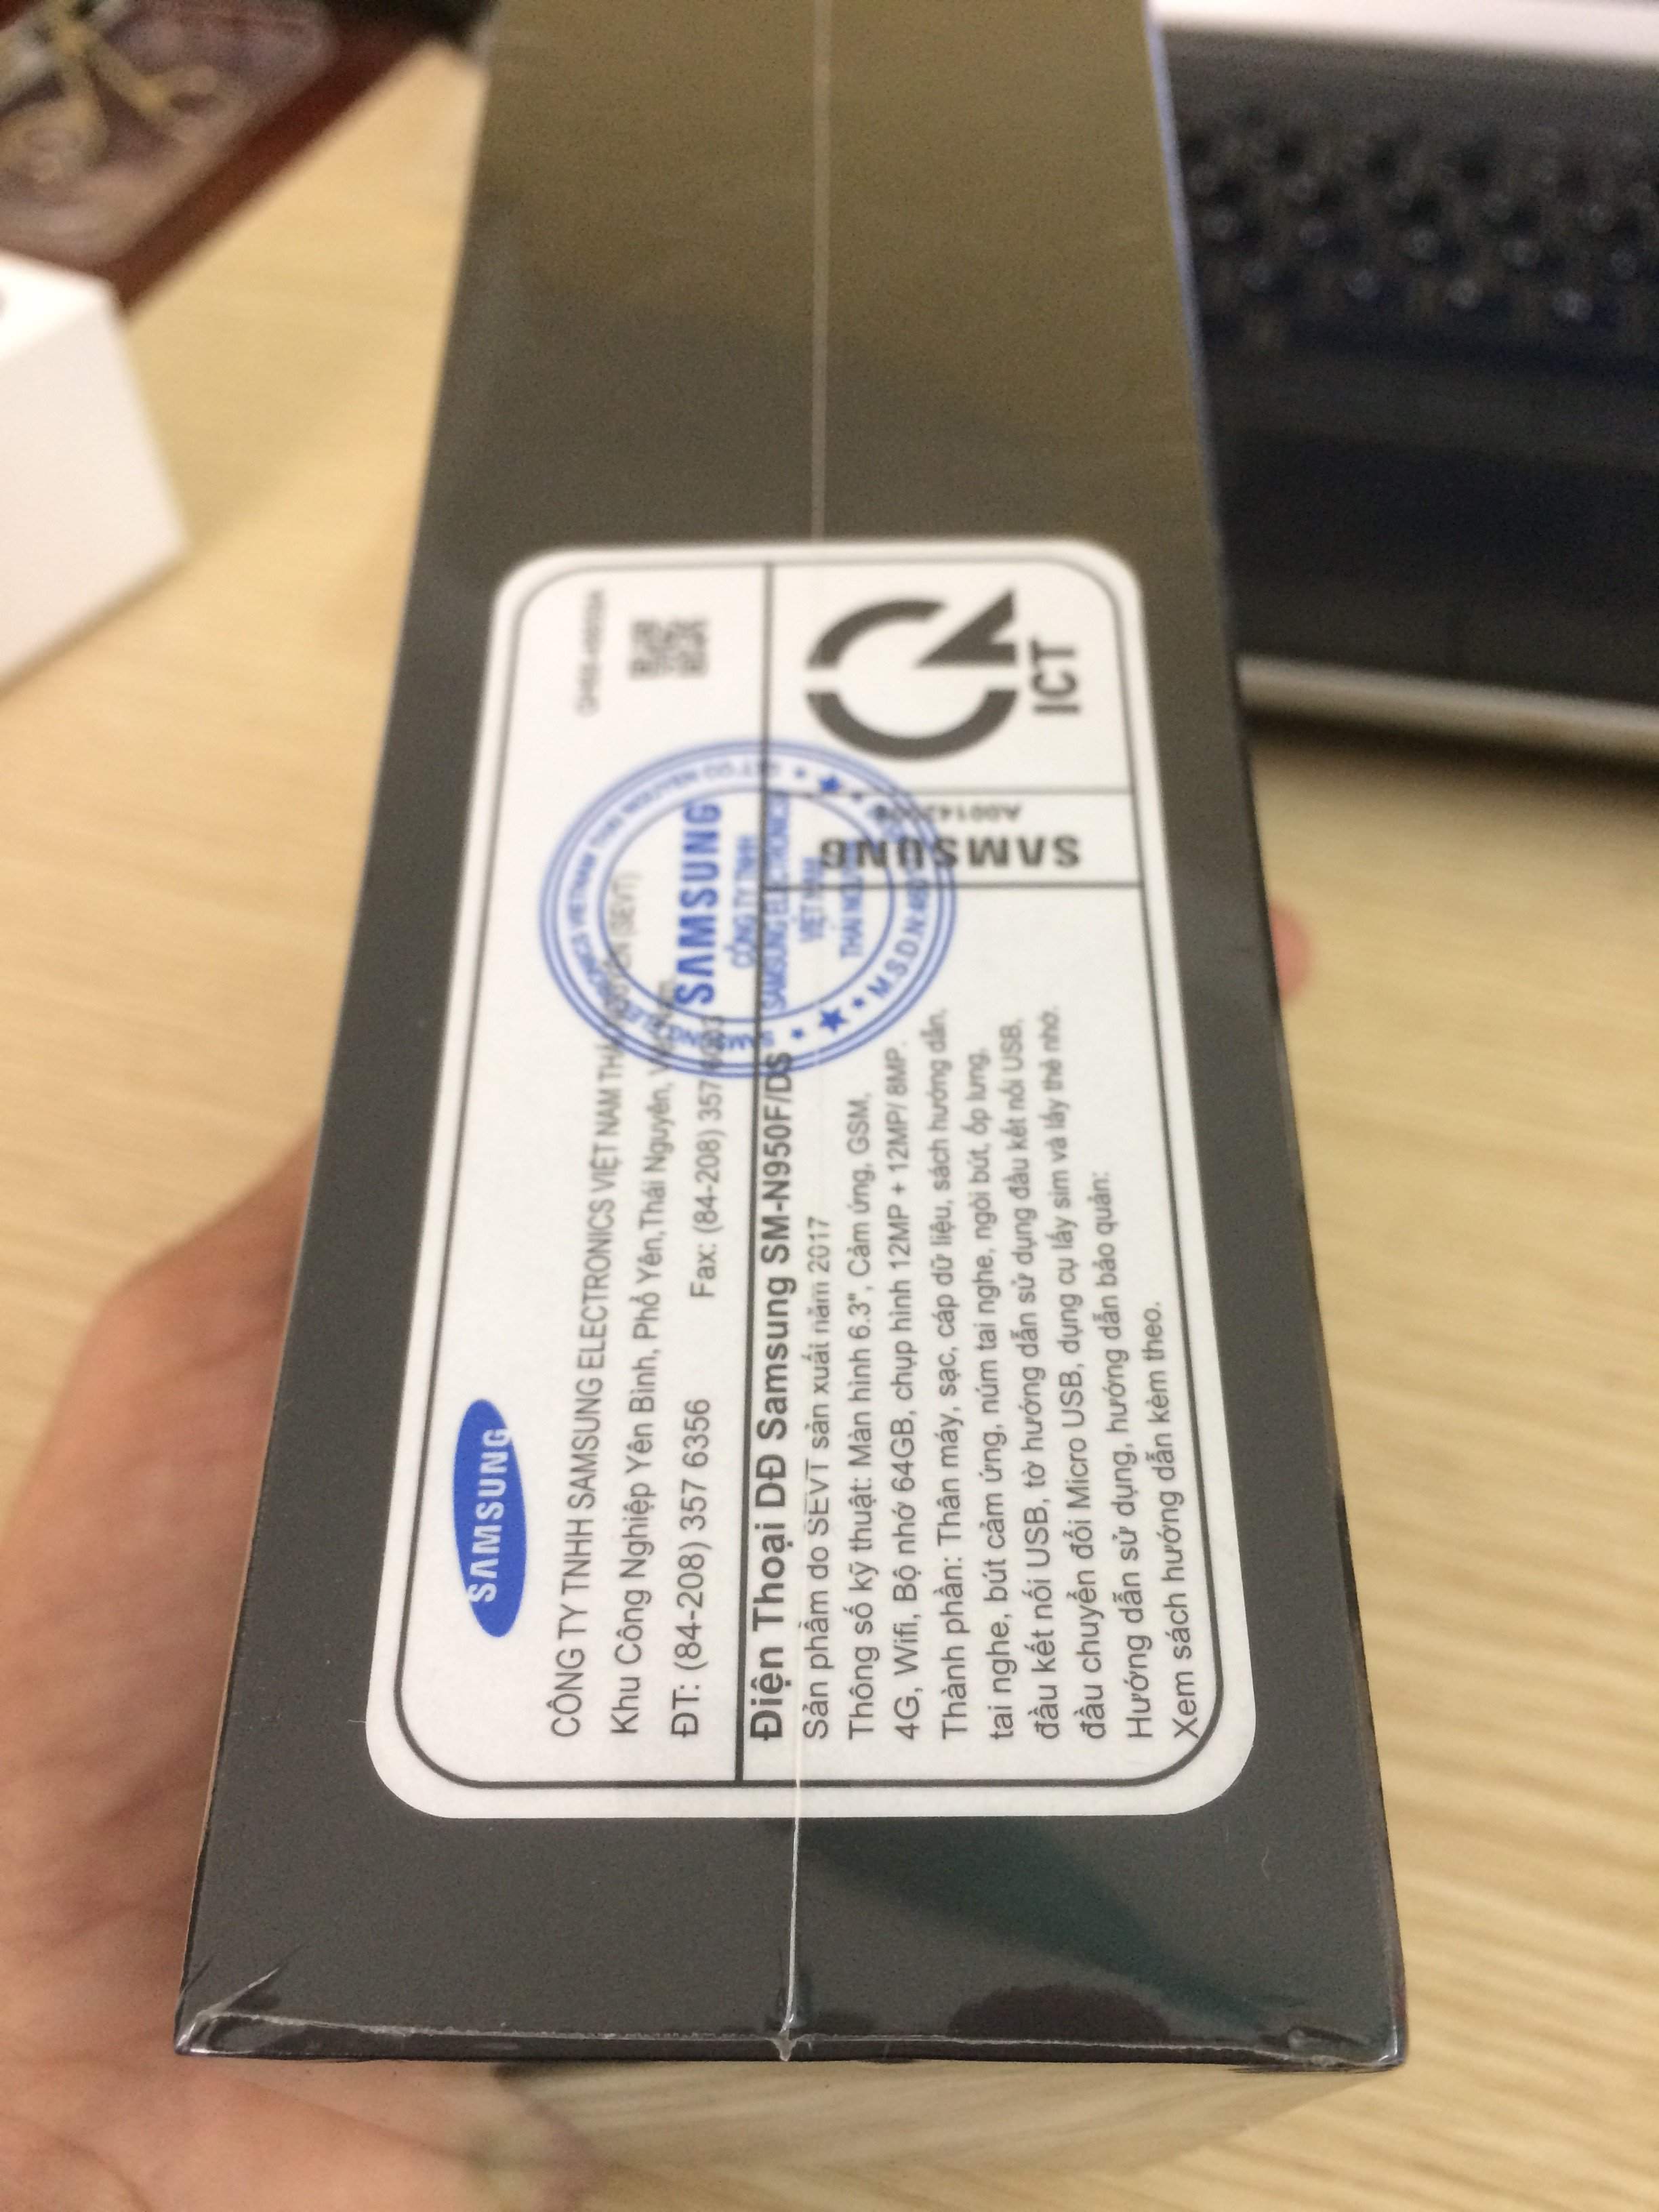 SAMSUNG
CÔNG TY TNHH SAMSUNG ELECTRONICS VIỆT NAM THÁI NGUYÊN (SEVT)
Khu Công Nghiệp Yên Bình, Phổ Yên,Thái Nguyên, Việt Nam.
ĐT: (84-208) 357 6356 Fax: (84-208) 357
Điện Thoại DĐ Samsung SM-N950F/DS
Sản phẩm do SEVT sản xuất năm 2017
Thông số kỹ thuật: Màn hình 6.3", Cảm ứng, GSM,
4G, Wifi, Bộ nhớ 64GB, chụp hình 12MP + 12MP/ 8MP.
Thành phần: Thân máy, sạc, cáp dữ liệu, sách hướng dẫn,
tai nghe, bút cảm ứng, núm tai nghe, ngòi bút, ốp lưng,
đầu kết nối USB, tờ hướng dẫn sử dụng đầu kết nối USB,
đầu chuyển đổi Micro USB, dụng cụ lấy sim và lấy thẻ nhớ.
Hướng dẫn sử dụng, hướng dẫn bảo quản:
Xem sách hướng dẫn kèm theo.
SAMSUNG
CÔNG TY TNHH
SAMSUNG ELECTRONICS
VIỆT NAM
THÁI NGUYÊN
M.S.D.N:460
SAMSUNG
ICT